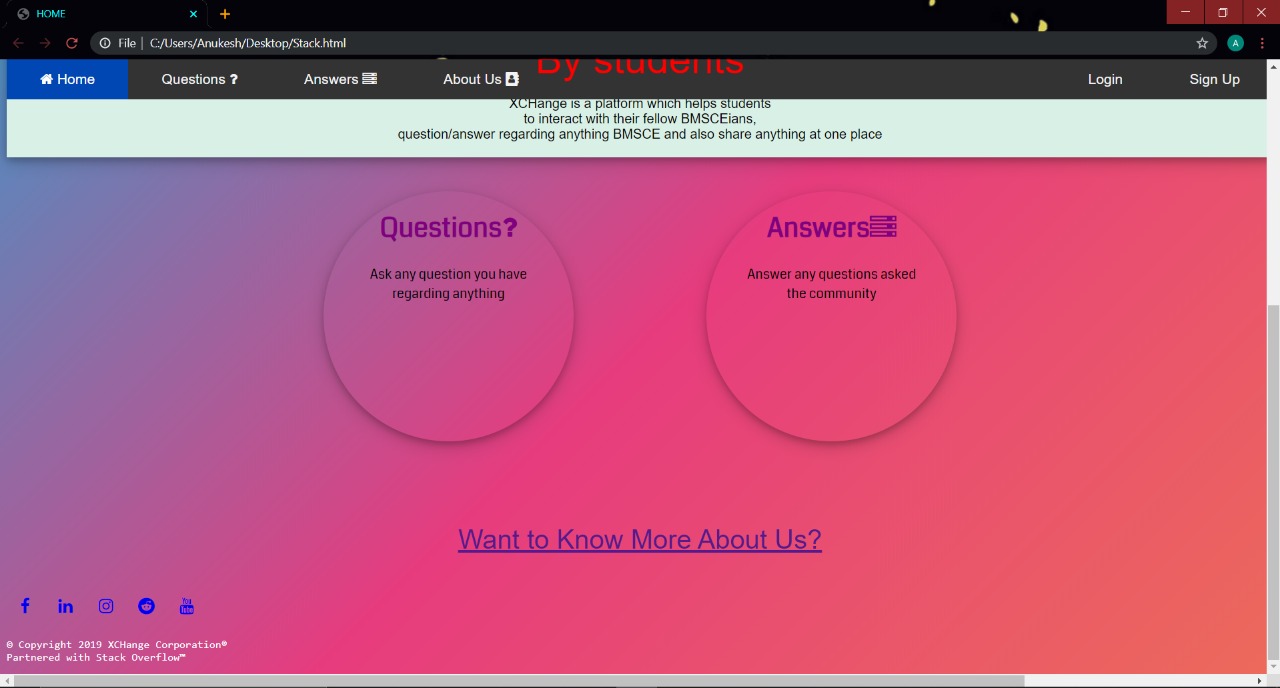 HOME
File | C:/Users/Anukesh/Desktop/Stack.html
A
Home
Questions ?
Answers
About Us
Login
Sign Up
By students
XCHange is a platform which helps students
to interact with their fellow BMSCEians,
question/answer regarding anything BMSCE and also share anything at one place
Questions?
Ask any question you have
regarding anything
Answers
Answer any questions asked
the community
Want to Know More About Us?
You
Tube
© Copyright 2019 XCHange Corporation®
Partnered with Stack Overflow™